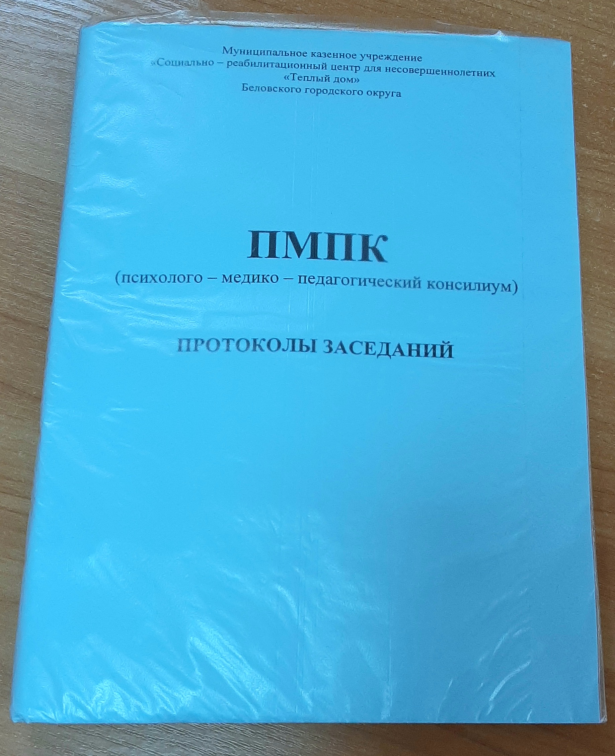 Муниципальное казенное учреждение
«Социально – реабилитационный центр для несовершеннолетних
«Теплый дом»
Беловского городского округа
ПМПК
(психолого – медико – педагогический консилиум)
ПРОТОКОЛЫ ЗАСЕДАНИЙ